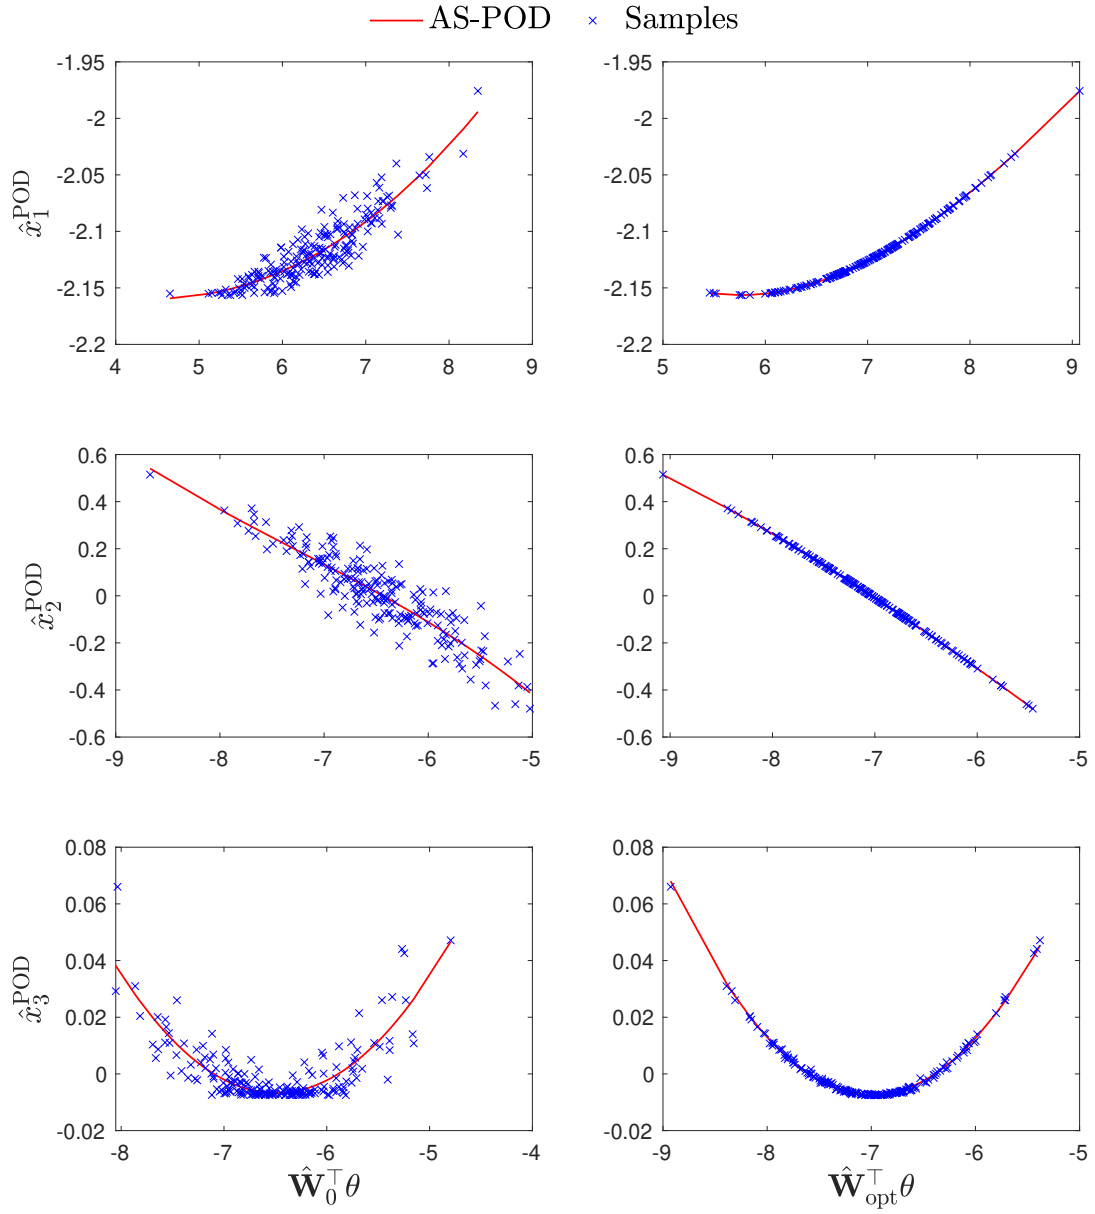 AS-POD Samples
-1.95 -2 -2.05 -2.1 -2.15 -2.2
x̂₁ᴾᴼᴰ
4 5 6 7 8 9
-1.95 -2 -2.05 -2.1 -2.15 -2.2
5 6 7 8 9
0.6 0.4 0.2 0 -0.2 -0.4 -0.6
x̂₂ᴾᴼᴰ
-9 -8 -7 -6 -5
0.6 0.4 0.2 0 -0.2 -0.4 -0.6
-9 -8 -7 -6 -5
0.08 0.06 0.04 0.02 0 -0.02
x̂₃ᴾᴼᴰ
-8 -7 -6 -5 -4
Ŵ₀^⊤θ
0.08 0.06 0.04 0.02 0 -0.02
-9 -8 -7 -6 -5
Ŵ_opt^⊤θ